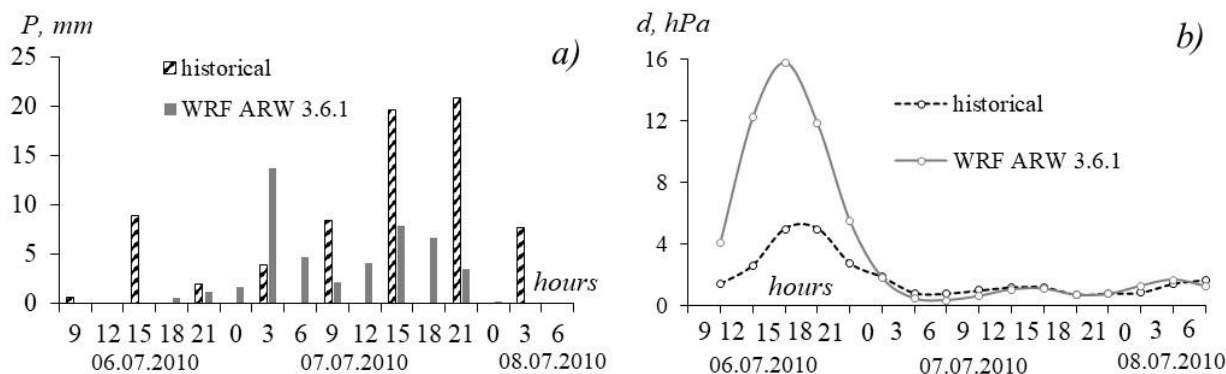 P, mm
a)
25
20
15
10
5
0
historical
WRF ARW 3.6.1
hours
9 12 15 18 21 0 3 6 9 12 15 18 21 0 3 6
06.07.2010 07.07.2010 08.07.2010
d, hPa
b)
16
12
8
4
0
historical
WRF ARW 3.6.1
hours
9 12 15 18 21 0 3 6 9 12 15 18 21 0 3 6
06.07.2010 07.07.2010 08.07.2010